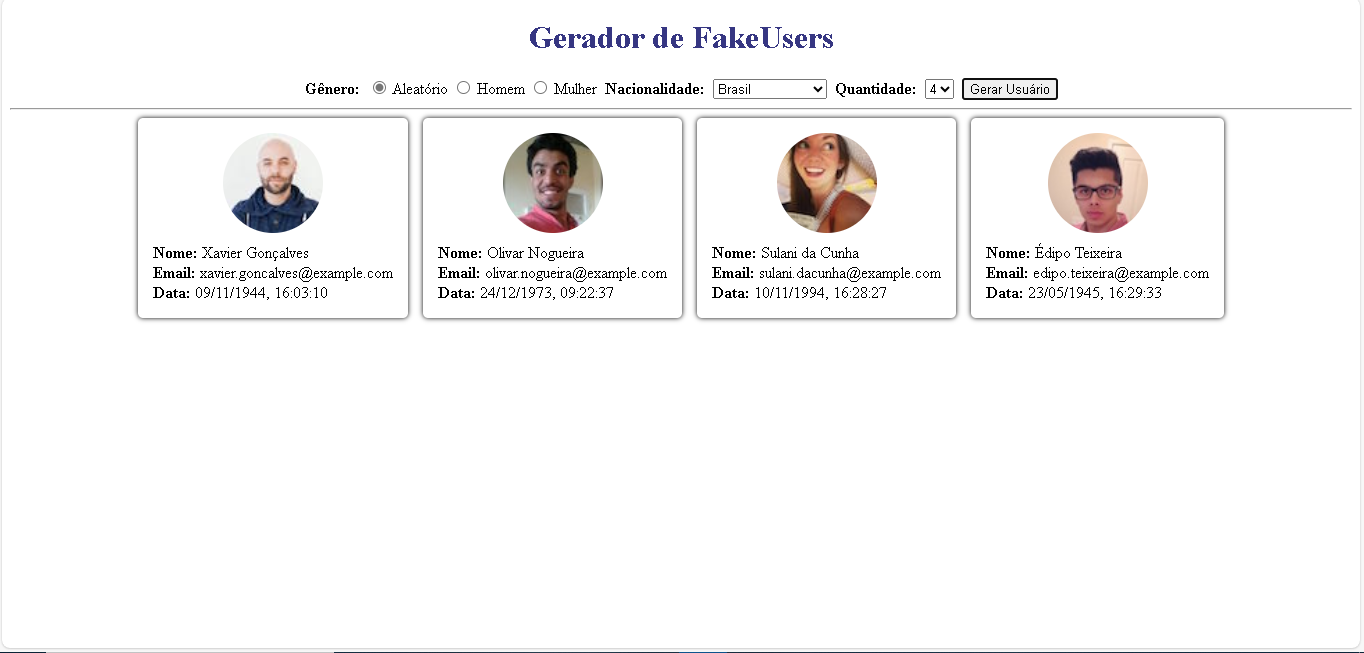 Gerador de FakeUsers
Gênero: Aleatório Homem Mulher Nacionalidade: Brasil Quantidade: 4 Gerar Usuário
Nome: Xavier Gonçalves
Email: xavier.goncalves@example.com
Data: 09/11/1944, 16:03:10
Nome: Olivar Nogueira
Email: olivar.nogueira@example.com
Data: 24/12/1973, 09:22:37
Nome: Sulani da Cunha
Email: sulani.dacunha@example.com
Data: 10/11/1994, 16:28:27
Nome: Édipo Teixeira
Email: edipo.teixeira@example.com
Data: 23/05/1945, 16:29:33